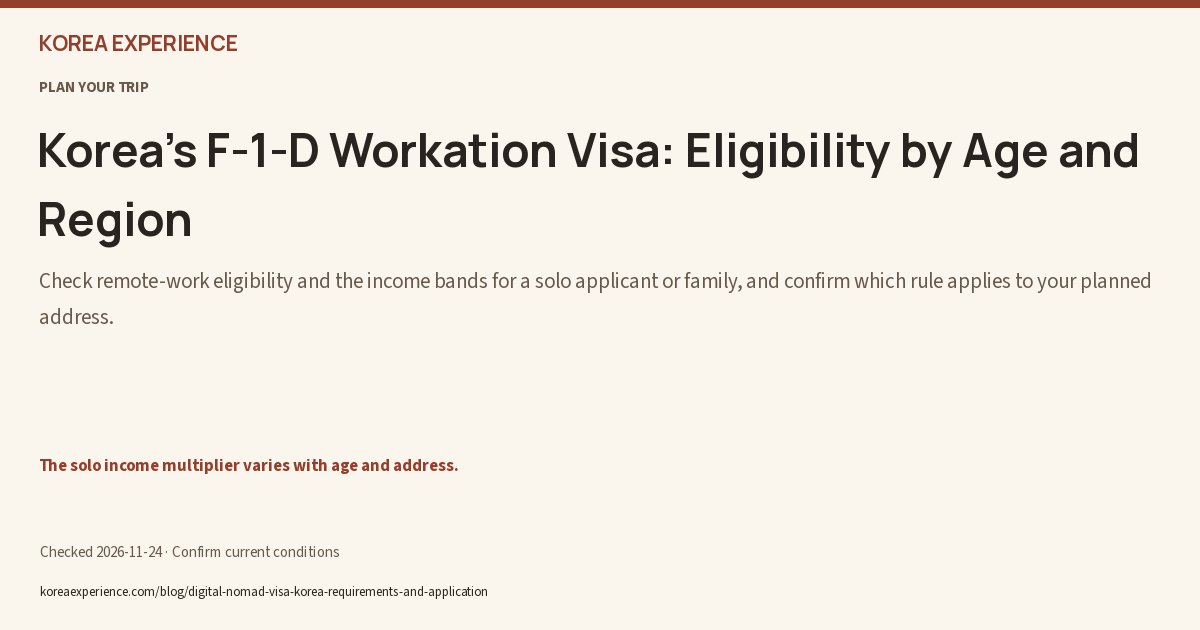 KOREA EXPERIENCE
PLAN YOUR TRIP
Korea’s F-1-D Workation Visa: Eligibility by Age and
Region
Check remote-work eligibility and the income bands for a solo applicant or family, and confirm which rule applies to your planned
address.
The solo income multiplier varies with age and address.
Checked 2026-11-24 · Confirm current conditions
koreaexperience.com/blog/digital-nomad-visa-korea-requirements-and-application